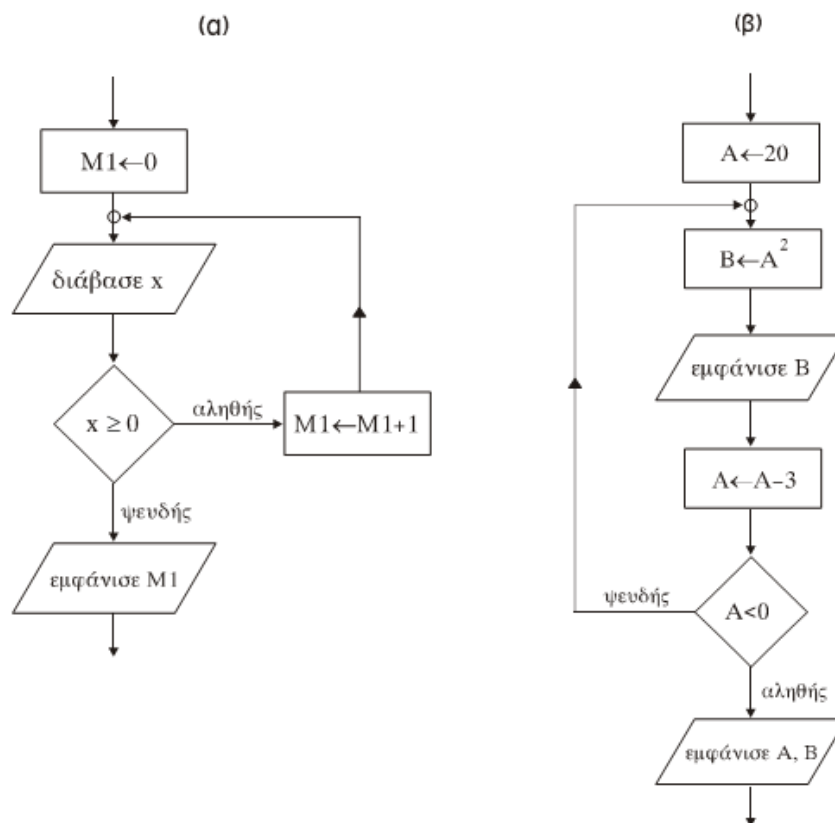 (α)
M1←0
διάβασε x
x ≥ 0
αληθής
M1←M1+1
ψευδής
εμφάνισε M1
(β)
A←20
B←A²
εμφάνισε B
A←A-3
A<0
ψευδής
αληθής
εμφάνισε A, B